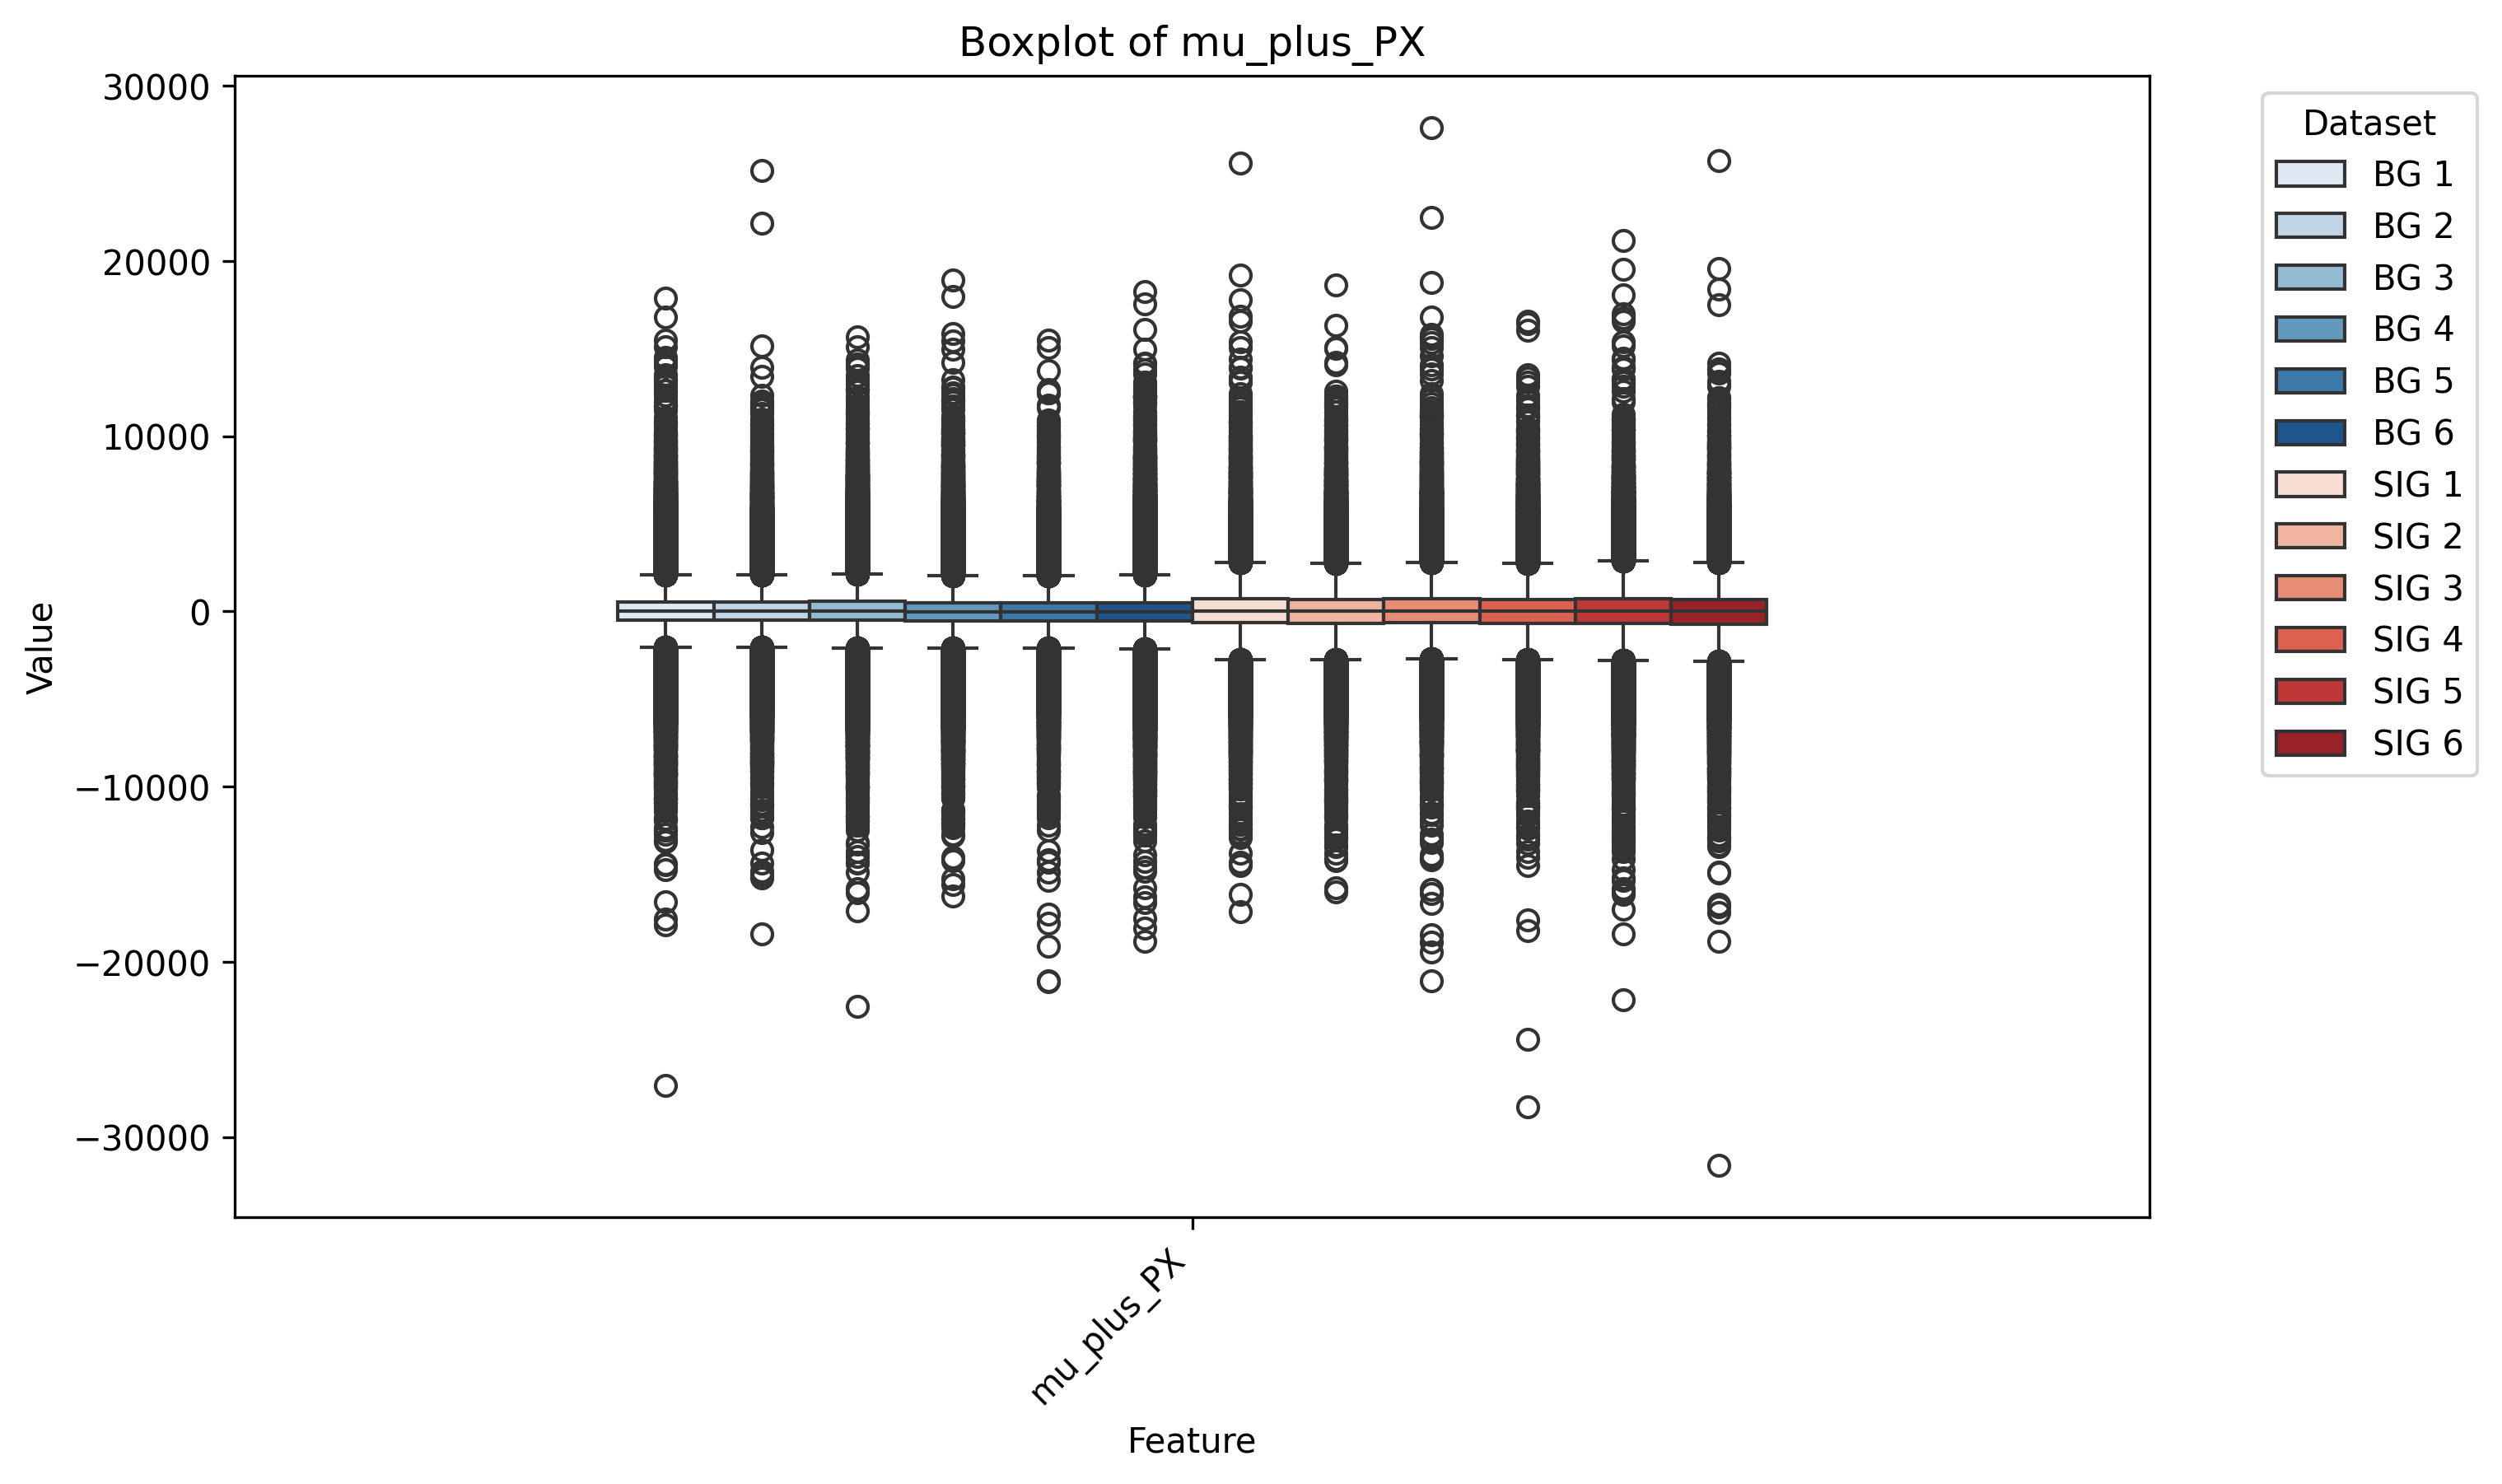 Boxplot of mu_plus_PX
30000
20000
10000
0
−10000
−20000
−30000
Value
mu_plus_PX
Feature
Dataset
BG 1
BG 2
BG 3
BG 4
BG 5
BG 6
SIG 1
SIG 2
SIG 3
SIG 4
SIG 5
SIG 6